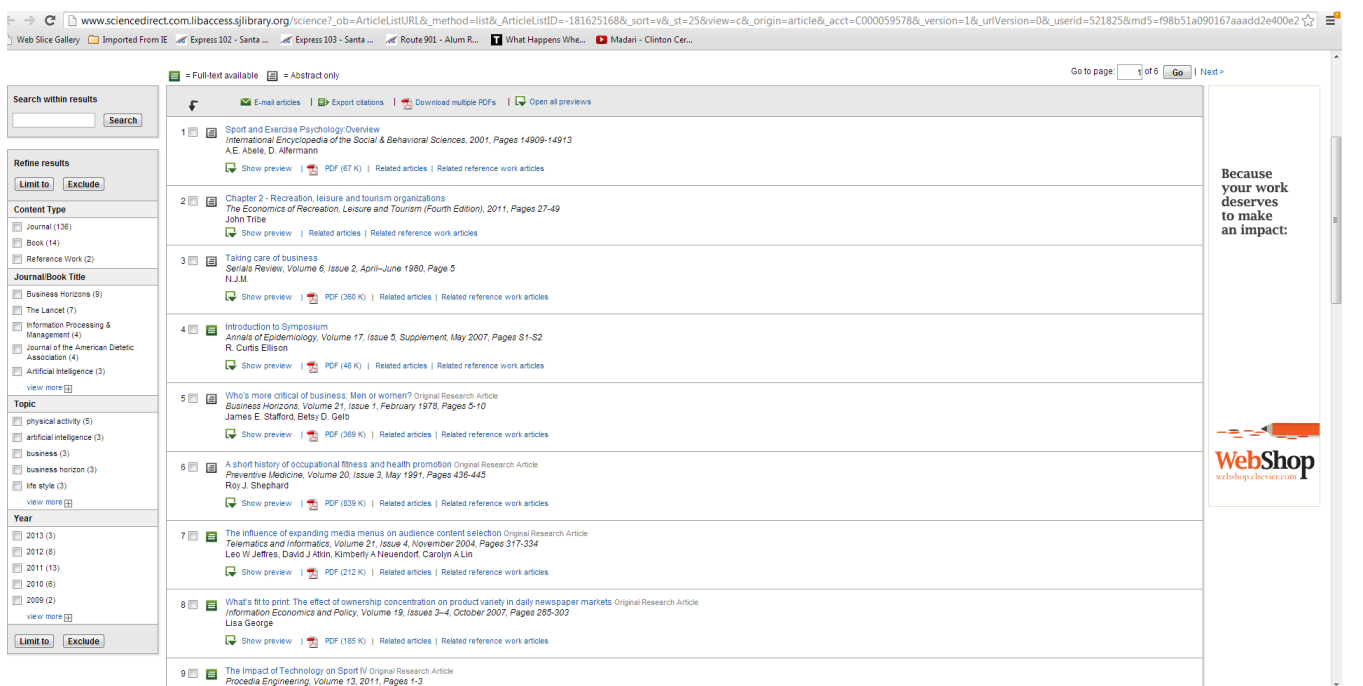 www.sciencedirect.com.libaccess.sjlibrary.org/science?_ob=ArticleListURL&_method=list&_ArticleListID=-181625168&_sort=v&_st=25&view=c&_origin=article&_acct=C000059578&_version=1&_urlVersion=0&_userid=521825&md5=f98b51a090167aaadd2e400e2
Web Slice Gallery Imported From IE Express 102 - Santa ... Express 103 - Santa ... Route 901 - Alum R... What Happens Whe... Madari - Clinton Cer...
= Full-text available = Abstract only
Go to page: 1 of 6 Go | Next >
Search within results
Search
Refine results
Limit to Exclude
Content Type
Journal (136)
Book (14)
Reference Work (2)
Journal/Book Title
Business Horizons (9)
The Lancet (7)
Information Processing &
Management (4)
Journal of the American Dietetic
Association (4)
Artificial Intelligence (3)
view more
Topic
physical activity (5)
artificial intelligence (3)
business (3)
business horizon (3)
life style (3)
view more
Year
2013 (3)
2012 (8)
2011 (13)
2010 (6)
2009 (2)
view more
Limit to Exclude
E-mail articles | Export citations | Download multiple PDFs | Open all previews
1 Sport and Exercise Psychology:Overview
International Encyclopedia of the Social & Behavioral Sciences, 2001, Pages 14909-14913
A.E. Abele, D. Alfermann
Show preview | PDF (67 K) | Related articles | Related reference work articles
2 Chapter 2 - Recreation, leisure and tourism organizations
The Economics of Recreation, Leisure and Tourism (Fourth Edition), 2011, Pages 27-49
John Tribe
Show preview | Related articles | Related reference work articles
3 Taking care of business
Serials Review, Volume 6, Issue 2, April–June 1980, Page 5
N.J.M.
Show preview | PDF (360 K) | Related articles | Related reference work articles
4 Introduction to Symposium
Annals of Epidemiology, Volume 17, Issue 5, Supplement, May 2007, Pages S1-S2
R. Curtis Ellison
Show preview | PDF (46 K) | Related articles | Related reference work articles
5 Who's more critical of business: Men or women? Original Research Article
Business Horizons, Volume 21, Issue 1, February 1978, Pages 5-10
James E. Stafford, Betsy D. Gelb
Show preview | PDF (369 K) | Related articles | Related reference work articles
6 A short history of occupational fitness and health promotion Original Research Article
Preventive Medicine, Volume 20, Issue 3, May 1991, Pages 436-445
Roy J. Shephard
Show preview | PDF (839 K) | Related articles | Related reference work articles
7 The influence of expanding media menus on audience content selection Original Research Article
Telematics and Informatics, Volume 21, Issue 4, November 2004, Pages 317-334
Leo W Jeffres, David J Atkin, Kimberly A Neuendorf, Carolyn A Lin
Show preview | PDF (212 K) | Related articles | Related reference work articles
8 What's fit to print: The effect of ownership concentration on product variety in daily newspaper markets Original Research Article
Information Economics and Policy, Volume 19, Issues 3–4, October 2007, Pages 285-303
Lisa George
Show preview | PDF (185 K) | Related articles | Related reference work articles
9 The Impact of Technology on Sport IV Original Research Article
Procedia Engineering, Volume 13, 2011, Pages 1-3
Because
your work
deserves
to make
an impact:
WebShop
webshop.elsevier.com